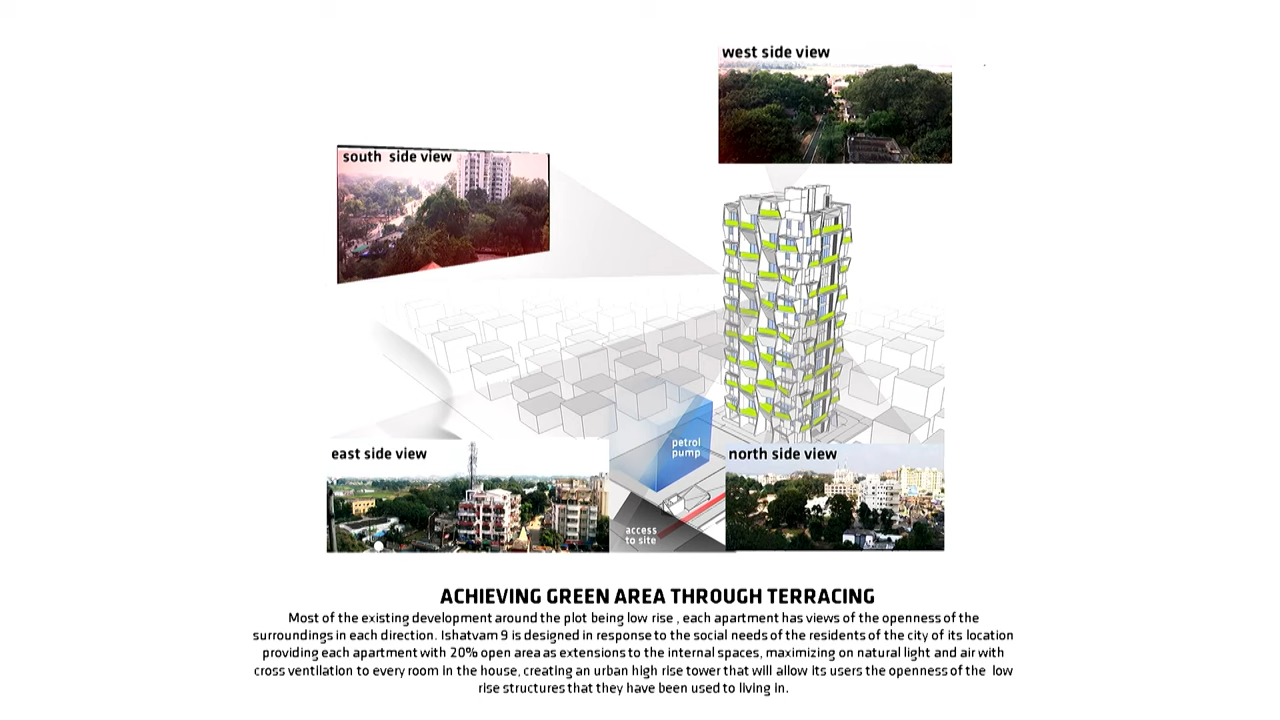 west side view
south side view
east side view
petrol
pump
north side view
access
to site
ACHIEVING GREEN AREA THROUGH TERRACING
Most of the existing development around the plot being low rise , each apartment has views of the openness of the
surroundings in each direction. Ishatvam 9 is designed in response to the social needs of the residents of the city of its location
providing each apartment with 20% open area as extensions to the internal spaces, maximizing on natural light and air with
cross ventilation to every room in the house, creating an urban high rise tower that will allow its users the openness of the low
rise structures that they have been used to living in.